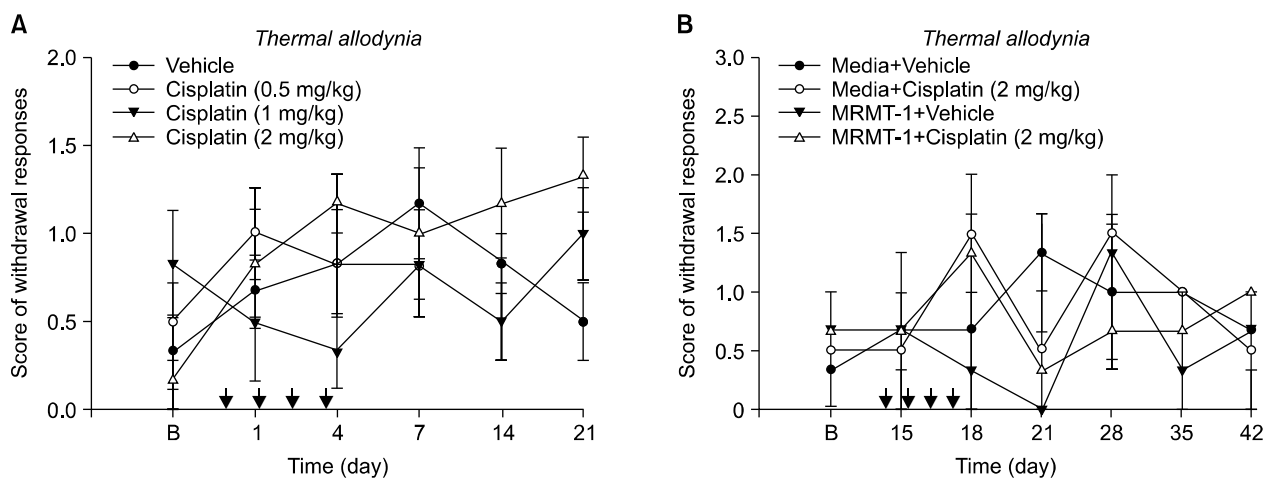 A
Thermal allodynia
Score of withdrawal responses
2.0
1.5
1.0
0.5
0.0
Vehicle
Cisplatin (0.5 mg/kg)
Cisplatin (1 mg/kg)
Cisplatin (2 mg/kg)
B 1 4 7 14 21
Time (day)
B
Thermal allodynia
Score of withdrawal responses
3.0
2.5
2.0
1.5
1.0
0.5
0
Media+Vehicle
Media+Cisplatin (2 mg/kg)
MRMT-1+Vehicle
MRMT-1+Cisplatin (2 mg/kg)
B 15 18 21 28 35 42
Time (day)